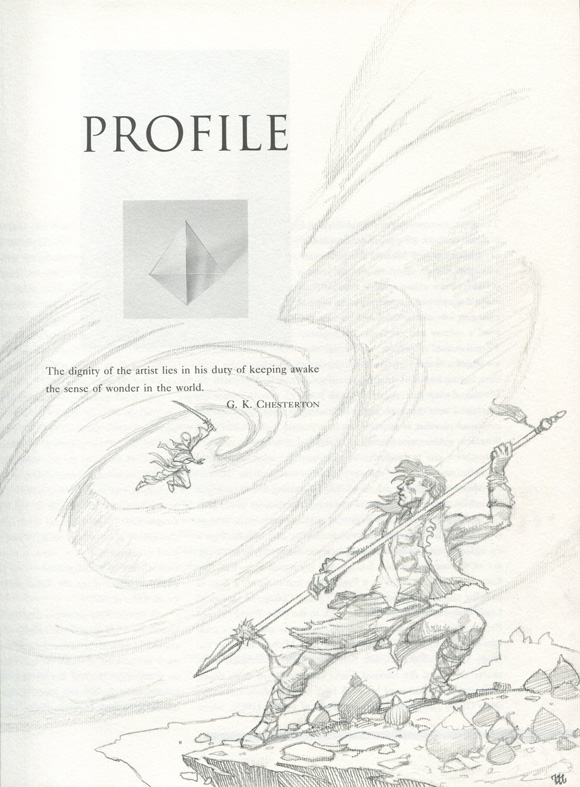 PROFILE
The dignity of the artist lies in his duty of keeping awake
the sense of wonder in the world.
G. K. CHESTERTON